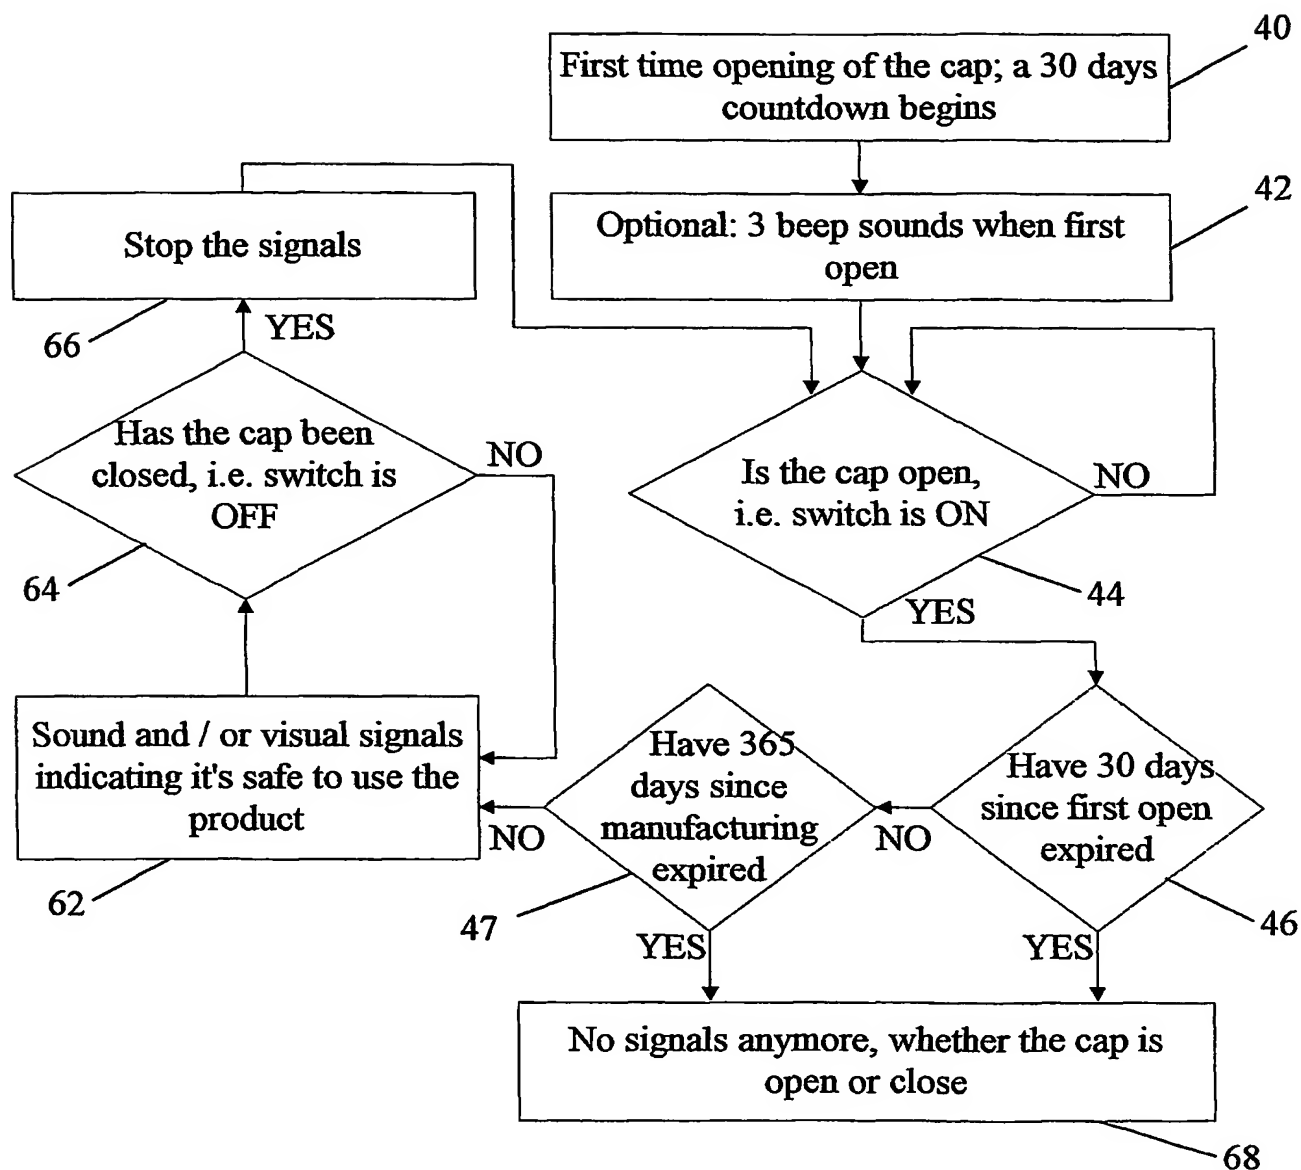 40
First time opening of the cap; a 30 days
countdown begins
42
Optional: 3 beep sounds when first
open
Stop the signals
66
YES
Has the cap been
closed, i.e. switch is
OFF
NO
64
Is the cap open,
i.e. switch is ON
NO
44
YES
Sound and / or visual signals
indicating it's safe to use the
product
62
NO
Have 365
days since
manufacturing
expired
47
NO
YES
Have 30 days
since first open
expired
46
YES
No signals anymore, whether the cap is
open or close
68